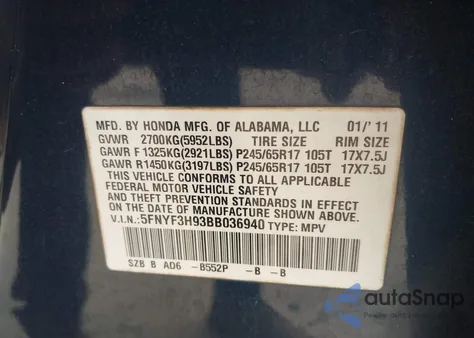 MFD. BY HONDA MFG. OF ALABAMA, LLC 01/'11
GVWR 2700KG(5952LBS) TIRE SIZE RIM SIZE
GAWR F 1325KG(2921LBS) P245/65R17 105T 17X7.5J
GAWR R1450KG(3197LBS) P245/65R17 105T 17X7.5J
THIS VEHICLE CONFORMS TO ALL APPLICABLE
FEDERAL MOTOR VEHICLE SAFETY
STANDARDS IN EFFECT ON THE DATE OF
MANUFACTURE SHOWN ABOVE.
V.I.N.: 5FNYF3H93BB036940 TYPE: MPV
SZB B AD6 -B552P -B -B
autoSnap